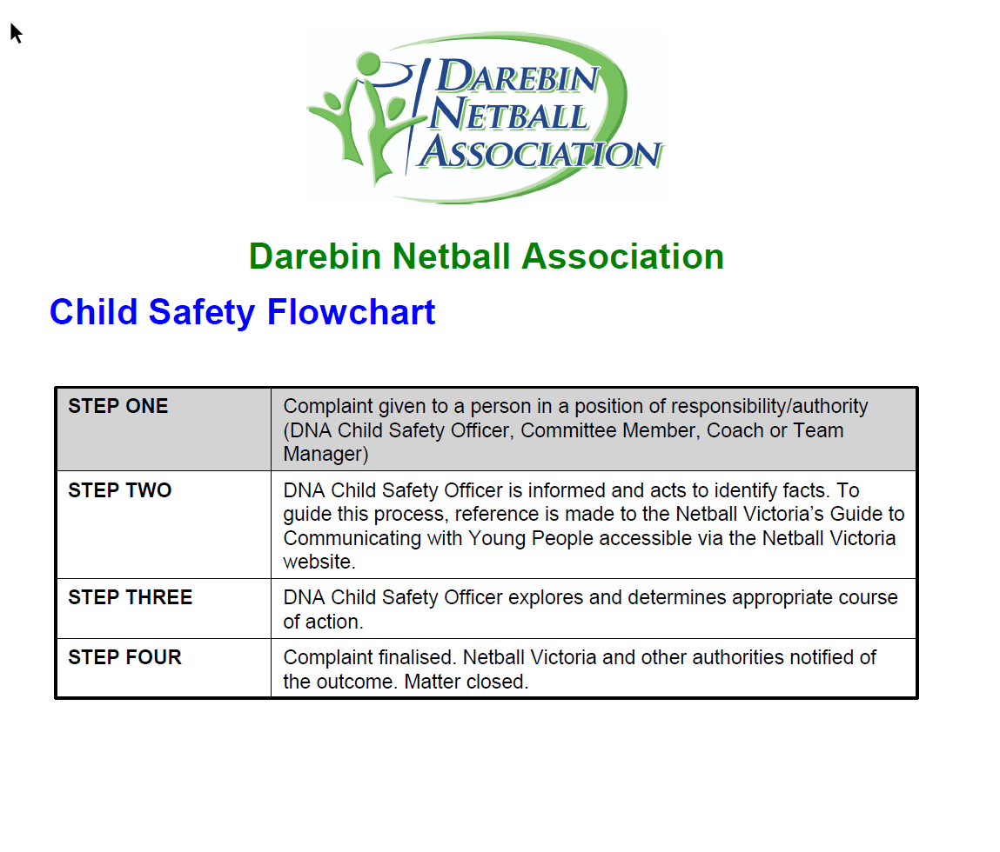 DAREBIN
NETBALL
ASSOCIATION
Darebin Netball Association
Child Safety Flowchart
STEP ONE
Complaint given to a person in a position of responsibility/authority
(DNA Child Safety Officer, Committee Member, Coach or Team
Manager)
STEP TWO
DNA Child Safety Officer is informed and acts to identify facts. To
guide this process, reference is made to the Netball Victoria’s Guide to
Communicating with Young People accessible via the Netball Victoria
website.
STEP THREE
DNA Child Safety Officer explores and determines appropriate course
of action.
STEP FOUR
Complaint finalised. Netball Victoria and other authorities notified of
the outcome. Matter closed.